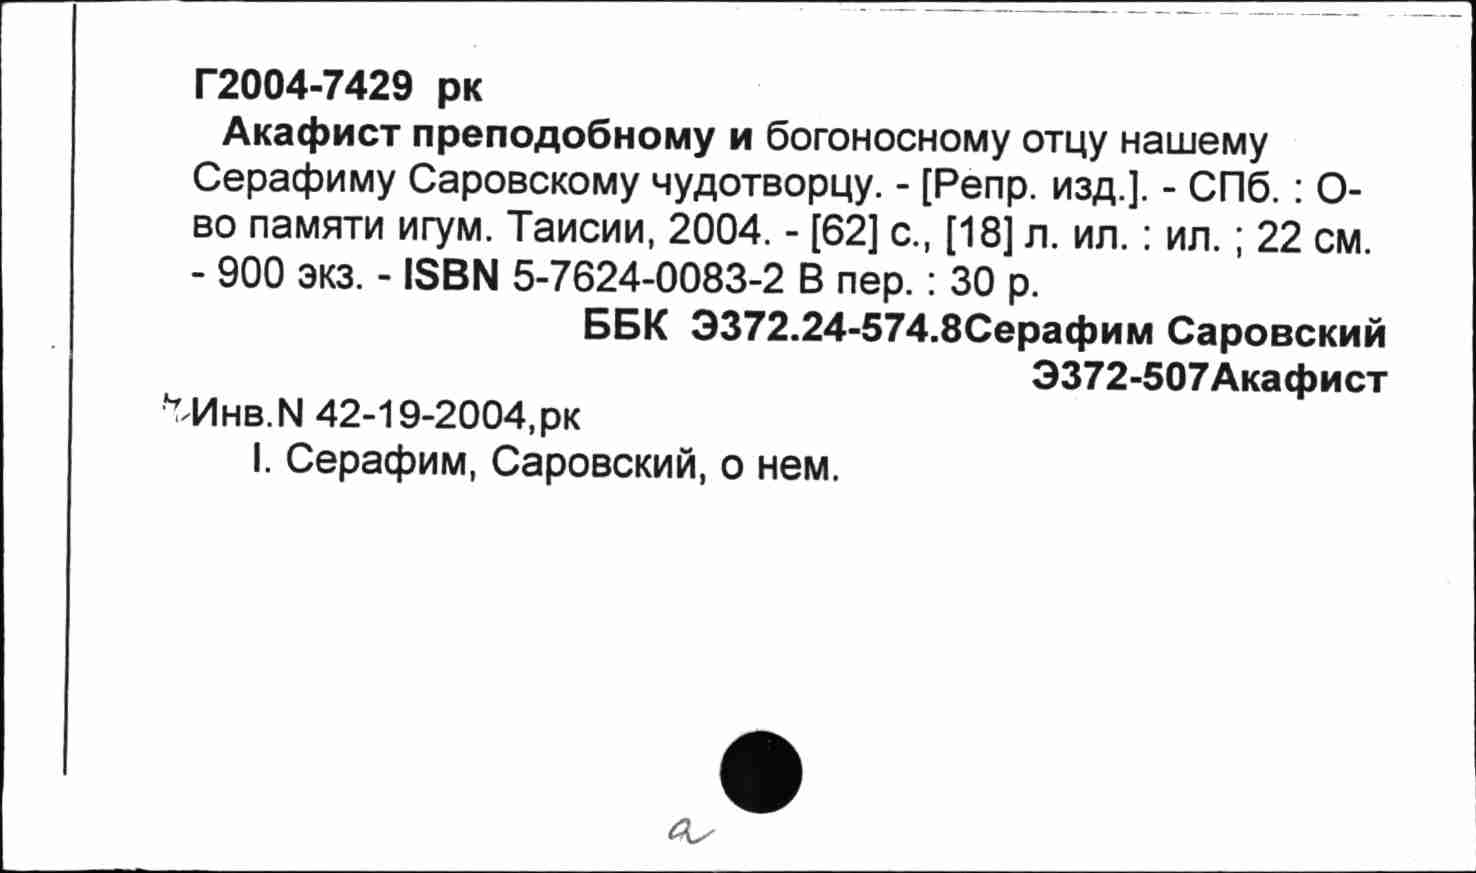 Г2004-7429 рк
Акафист преподобному и богоносному отцу нашему
Серафиму Саровскому чудотворцу. - [Репр. изд.]. - СПб. : О-
во памяти игум. Таисии, 2004. - [62] с., [18] л. ил. : ил. ; 22 см.
- 900 экз. - ISBN 5-7624-0083-2 В пер. : 30 р.
ББК Э372.24-574.8Серафим Саровский
Э372-507Акафист
Инв.N 42-19-2004,рк
I. Серафим, Саровский, о нем.
а